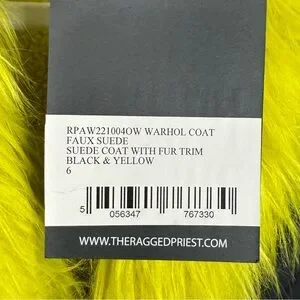 RPAW221004OW WARHOL COAT
FAUX SUEDE
SUEDE COAT WITH FUR TRIM
BLACK & YELLOW
6
5 056347 767330
WWW.THERAGGEDPRIEST.COM